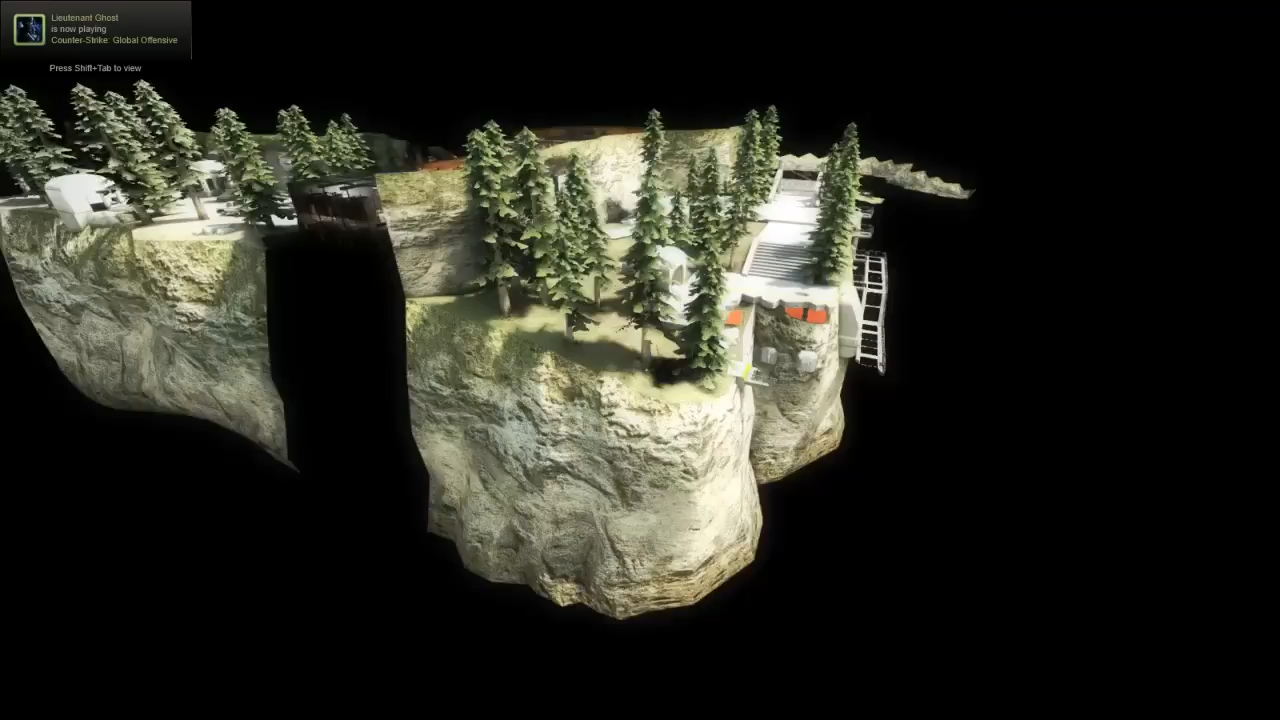 Lieutenant Ghost
is now playing
Counter-Strike: Global Offensive
Press Shift+Tab to view